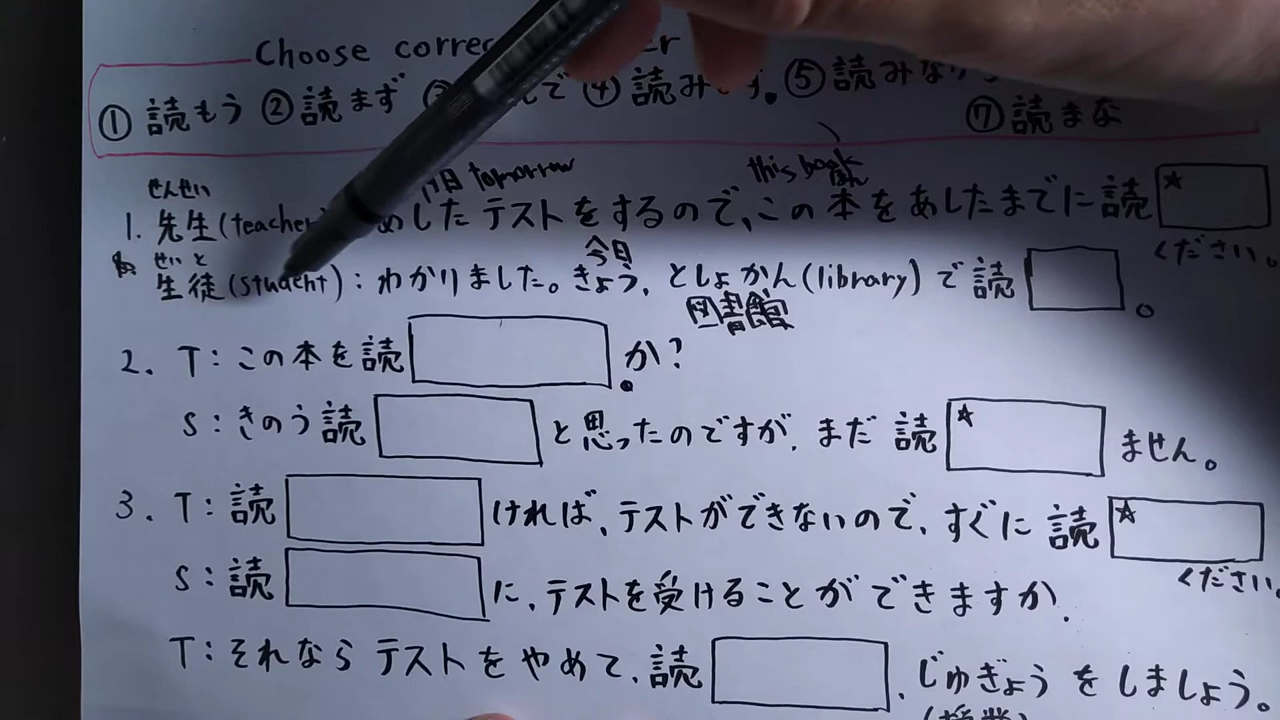 Choose correc er
① 読もう ② 読まず で ④ 読みます。 ⑤ 読みな
⑦ 読まな
せんせい 日 tomorrow this book
1. 先生(teacher) あしたテストをするので、この本をあしたまでに読 ☆
ください。
せいと 今日
生徒(student): わかりました。きょう、としょかん(library)で読 。
図書館
2. T: この本を読 か?
S: きのう読 と思ったのですが、まだ読 ☆ ません。
3. T: 読 ければ、テストができないので、すぐに読 ☆
ください。
S: 読 に、テストを受けることができますか.
T: それならテストをやめて、読 、じゅぎょうをしましょう。